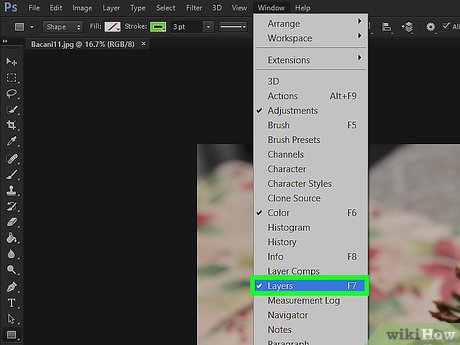 Ps File Edit Image Layer Type Select Filter 3D View Window Help
Shape Fill: Stroke: 3 pt
Bacani11.jpg @ 16.7% (RGB/8) ×
Arrange
Workspace
Extensions
3D
Actions Alt+F9
Adjustments
Brush F5
Brush Presets
Channels
Character
Character Styles
Clone Source
Color F6
Histogram
History
Info F8
Layer Comps
Layers F7
Measurement Log
Navigator
Notes
Paragraph
wikiHow